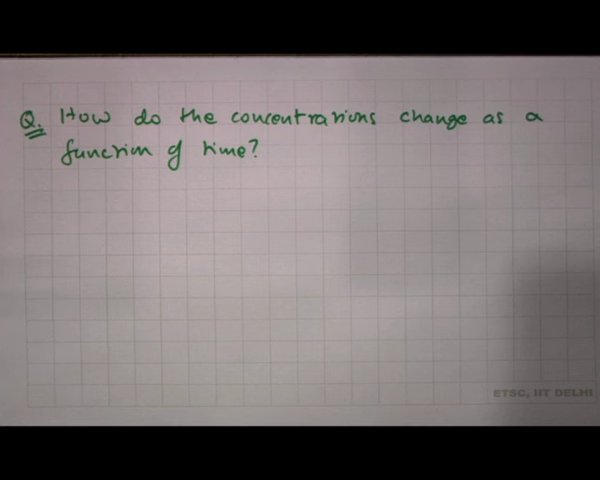 Q. How do the concentrations change as a
function of time?
ETSC, IIT DELHI